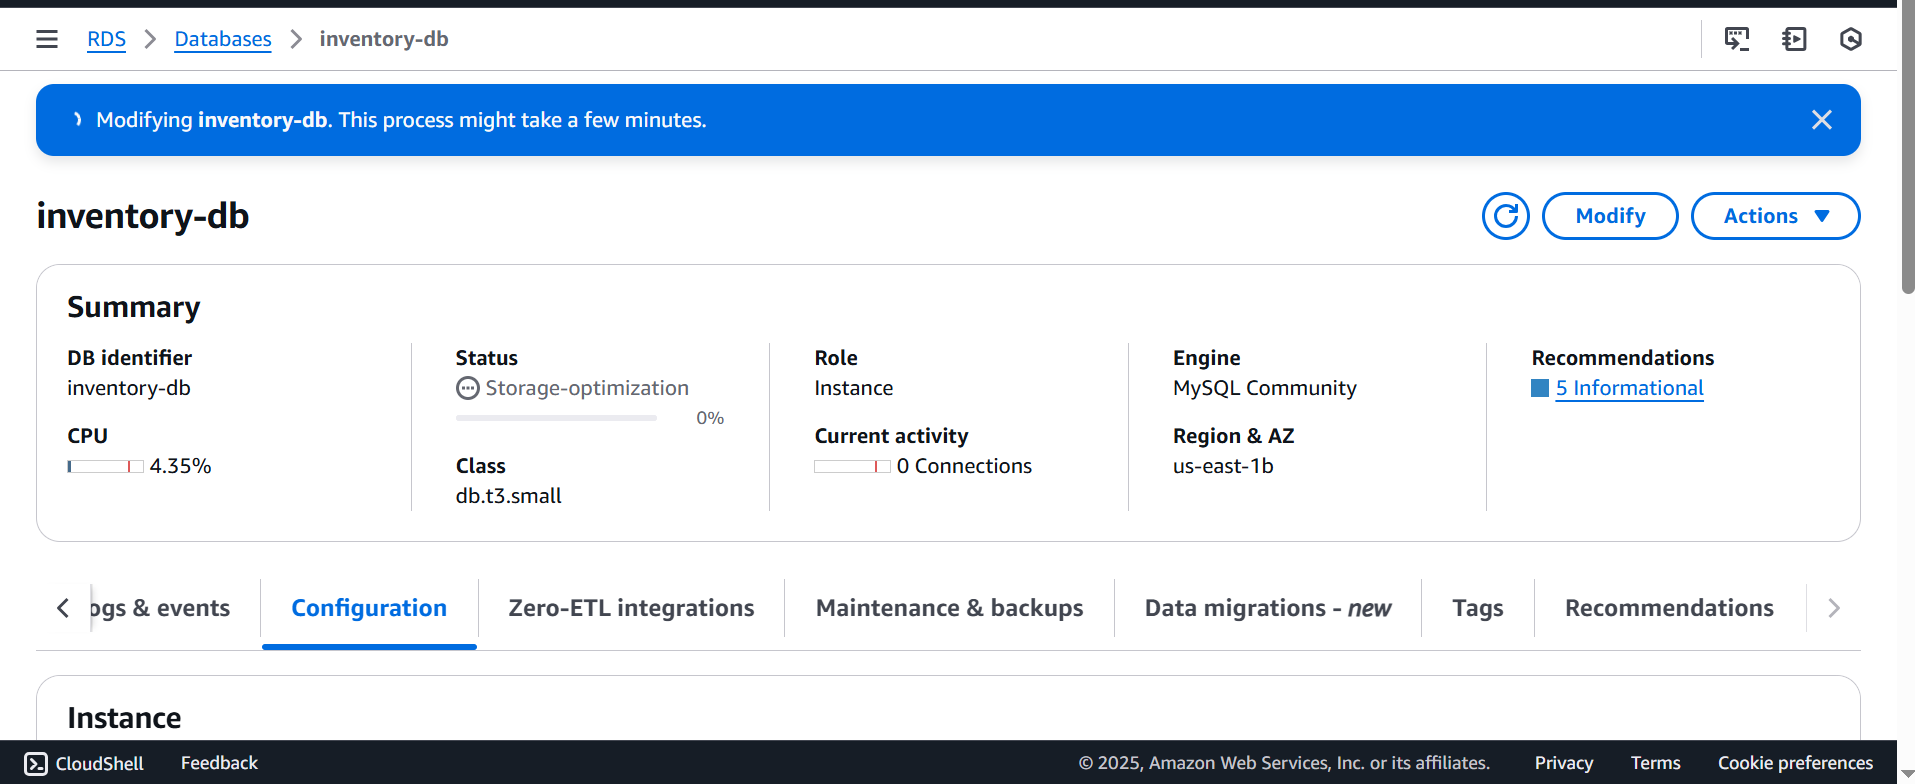 RDS > Databases > inventory-db
Modifying inventory-db. This process might take a few minutes.
inventory-db
Modify
Actions
Summary
DB identifier
inventory-db
CPU
4.35%
Status
Storage-optimization
0%
Class
db.t3.small
Role
Instance
Current activity
0 Connections
Engine
MySQL Community
Region & AZ
us-east-1b
Recommendations
5 Informational
ogs & events
Configuration
Zero-ETL integrations
Maintenance & backups
Data migrations - new
Tags
Recommendations
Instance
CloudShell
Feedback
© 2025, Amazon Web Services, Inc. or its affiliates.
Privacy
Terms
Cookie preferences